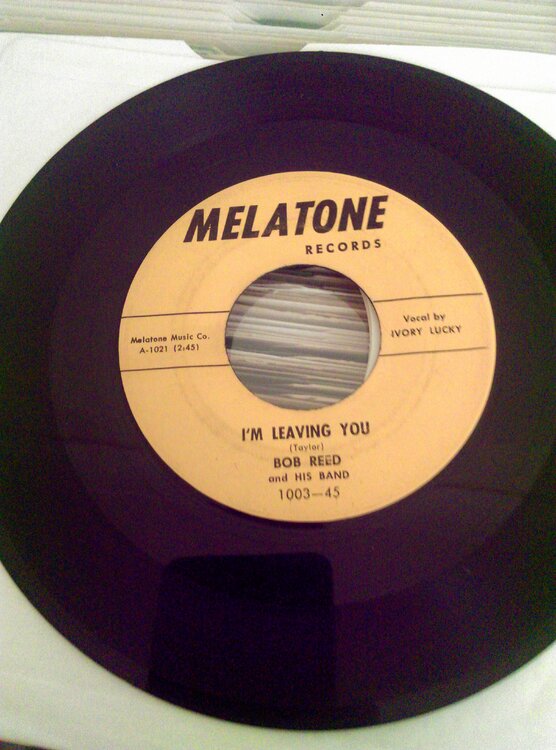 MELATONE
RECORDS
Melatone Music Co.
A-1021 (2:45)
Vocal by
IVORY LUCKY
I'M LEAVING YOU
(Taylor)
BOB REED
and HIS BAND
1003-45